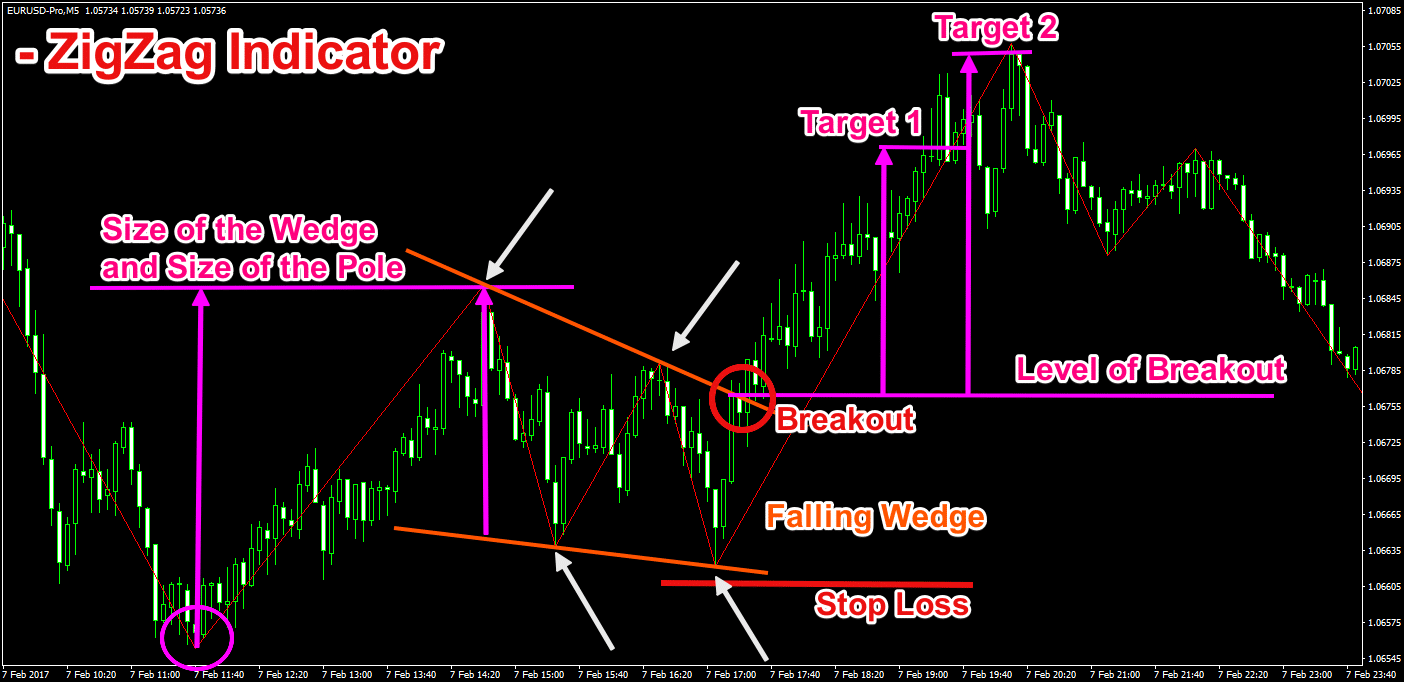 EURUSD-Pro,M5 1.05734 1.05739 1.05723 1.05736
- ZigZag Indicator
Target 2
Target 1
Size of the Wedge
and Size of the Pole
Level of Breakout
Breakout
Falling Wedge
Stop Loss
1.07085
1.07055
1.07025
1.06995
1.06965
1.06935
1.06905
1.06875
1.06845
1.06815
1.06785
1.06755
1.06725
1.06695
1.06665
1.06635
1.06605
1.06575
1.06545
7 Feb 2017 7 Feb 10:20 7 Feb 11:00 7 Feb 11:40 7 Feb 12:20 7 Feb 13:00 7 Feb 13:40 7 Feb 14:20 7 Feb 15:00 7 Feb 15:40 7 Feb 16:20 7 Feb 17:00 7 Feb 17:40 7 Feb 18:20 7 Feb 19:00 7 Feb 19:40 7 Feb 20:20 7 Feb 21:00 7 Feb 21:40 7 Feb 22:20 7 Feb 23:00 7 Feb 23:40